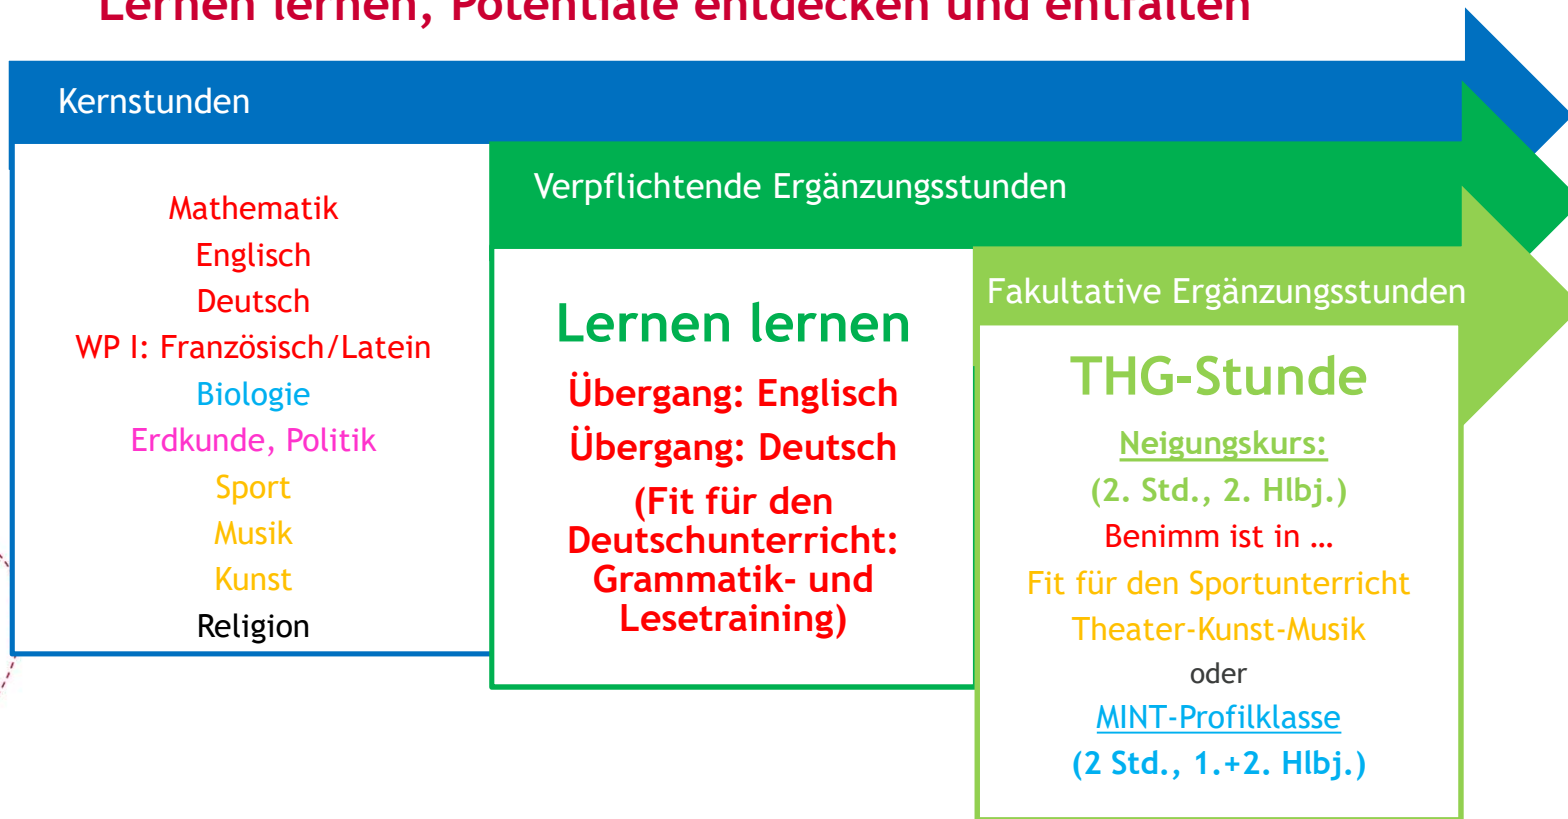 Lernen lernen, Potentiale entdecken und entfalten
Kernstunden
Mathematik
Englisch
Deutsch
WP I: Französisch/Latein
Biologie
Erdkunde, Politik
Sport
Musik
Kunst
Religion
Verpflichtende Ergänzungsstunden
Lernen lernen
Übergang: Englisch
Übergang: Deutsch
(Fit für den
Deutschunterricht:
Grammatik- und
Lesetraining)
Fakultative Ergänzungsstunden
THG-Stunde
Neigungskurs:
(2. Std., 2. Hlbj.)
Benimm ist in …
Fit für den Sportunterricht
Theater-Kunst-Musik
oder
MINT-Profilklasse
(2 Std., 1.+2. Hlbj.)